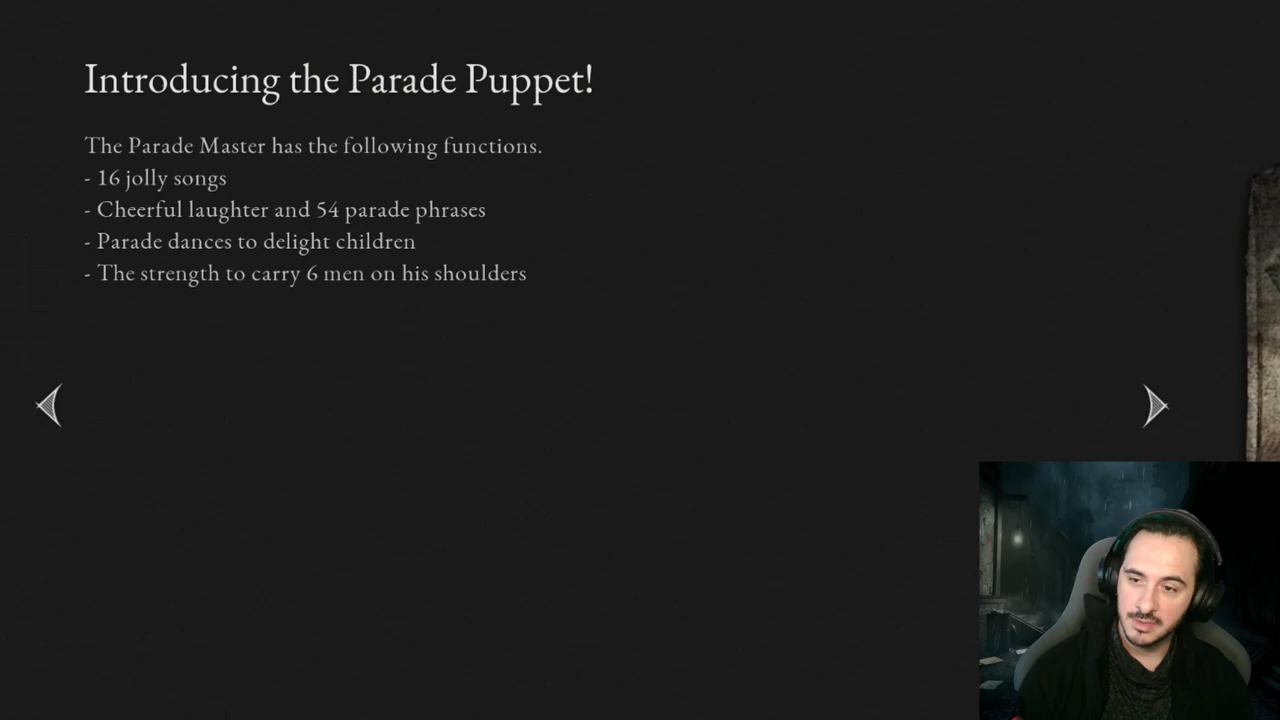 Introducing the Parade Puppet!
The Parade Master has the following functions.
- 16 jolly songs
- Cheerful laughter and 54 parade phrases
- Parade dances to delight children
- The strength to carry 6 men on his shoulders